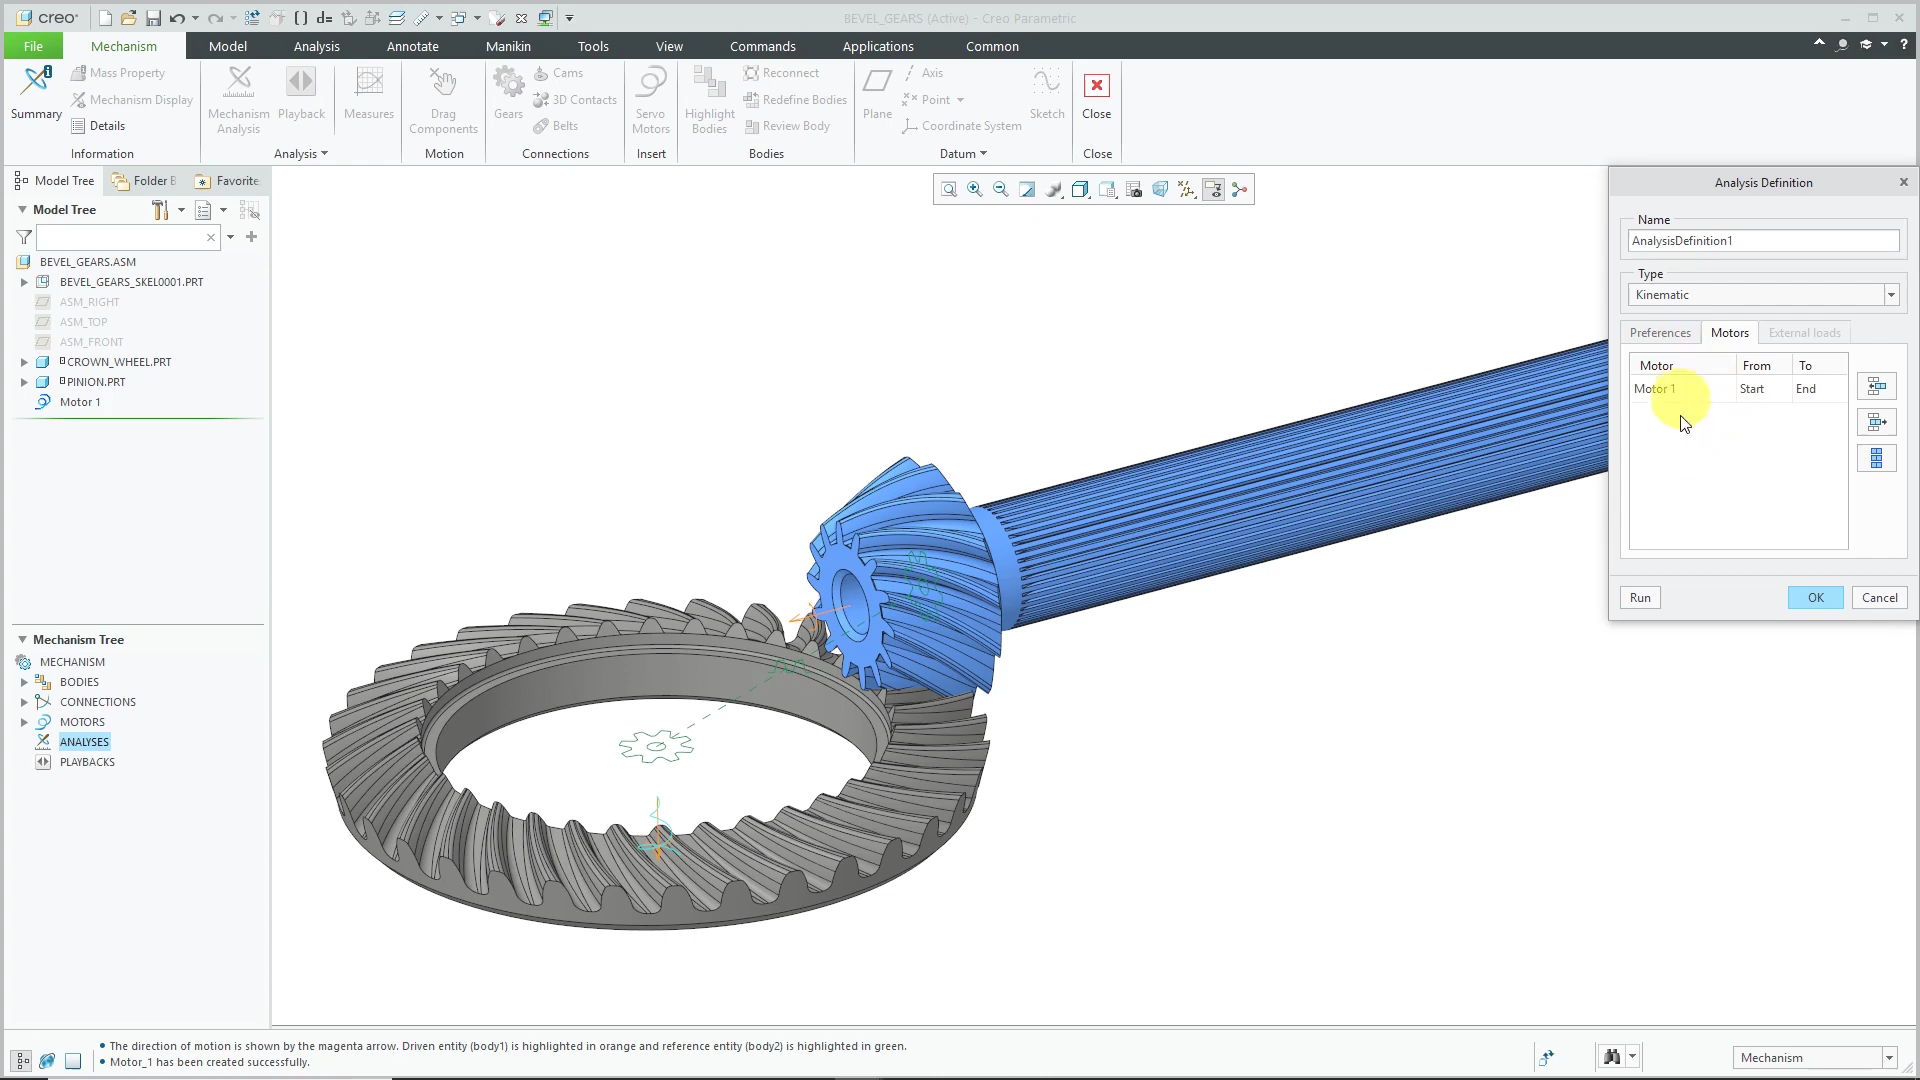 creo
d=
BEVEL_GEARS (Active) - Creo Parametric
File
Mechanism
Model
Analysis
Annotate
Manikin
Tools
View
Commands
Applications
Common
Summary
Mass Property
Mechanism Display
Details
Information
Mechanism
Analysis
Playback
Measures
Analysis
Drag
Components
Motion
Gears
Cams
3D Contacts
Belts
Connections
Servo
Motors
Insert
Highlight
Bodies
Reconnect
Redefine Bodies
Review Body
Bodies
Plane
Axis
Point
Coordinate System
Sketch
Datum
Close
Close
Model Tree
Folder B
Favorite
Model Tree
BEVEL_GEARS.ASM
BEVEL_GEARS_SKEL0001.PRT
ASM_RIGHT
ASM_TOP
ASM_FRONT
CROWN_WHEEL.PRT
PINION.PRT
Motor 1
Mechanism Tree
MECHANISM
BODIES
CONNECTIONS
MOTORS
ANALYSES
PLAYBACKS
Analysis Definition
Name
AnalysisDefinition1
Type
Kinematic
Preferences
Motors
External loads
Motor From To
Motor 1 Start End
Run
OK
Cancel
• The direction of motion is shown by the magenta arrow. Driven entity (body1) is highlighted in orange and reference entity (body2) is highlighted in green.
• Motor_1 has been created successfully.
Mechanism